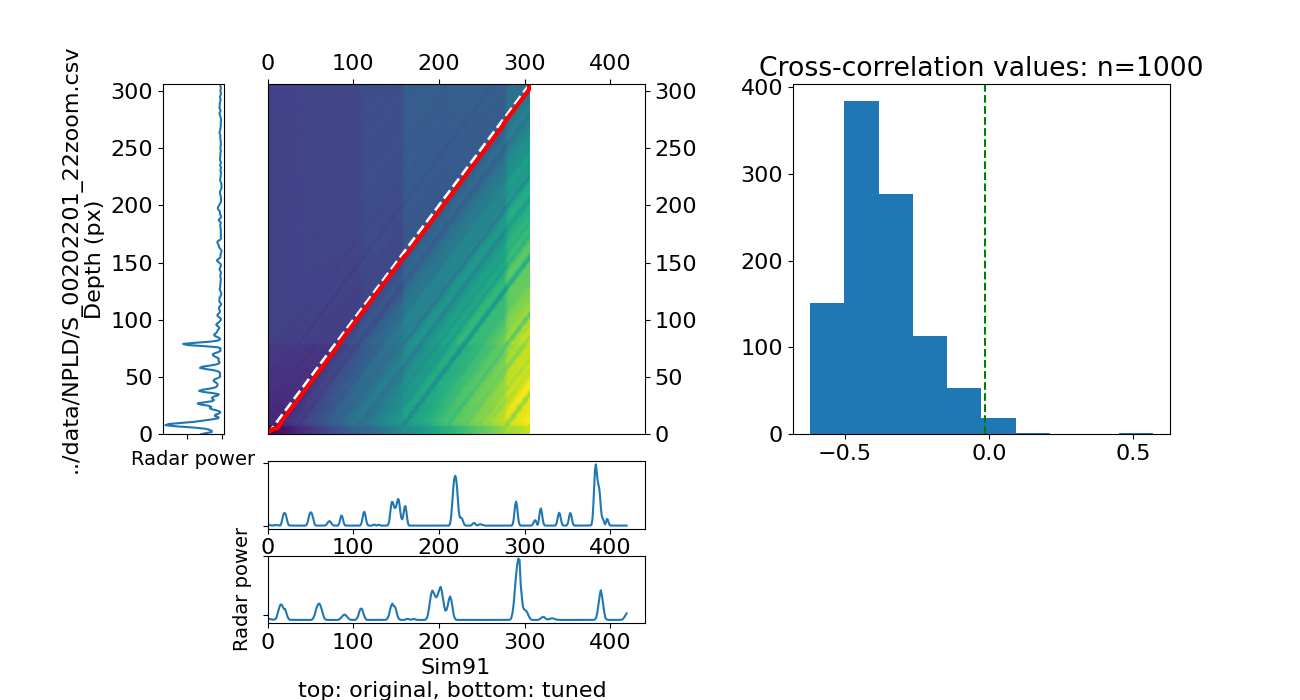 0 100 200 300 400
Cross-correlation values: n=1000
../data/NPLD/S_00202201_22zoom.csv
Depth (px)
300
250
200
150
100
50
0
300
250
200
150
100
50
0
400
300
200
100
0
−0.5 0.0 0.5
Radar power
0 100 200 300 400
Radar power
0 100 200 300 400
Sim91
top: original, bottom: tuned